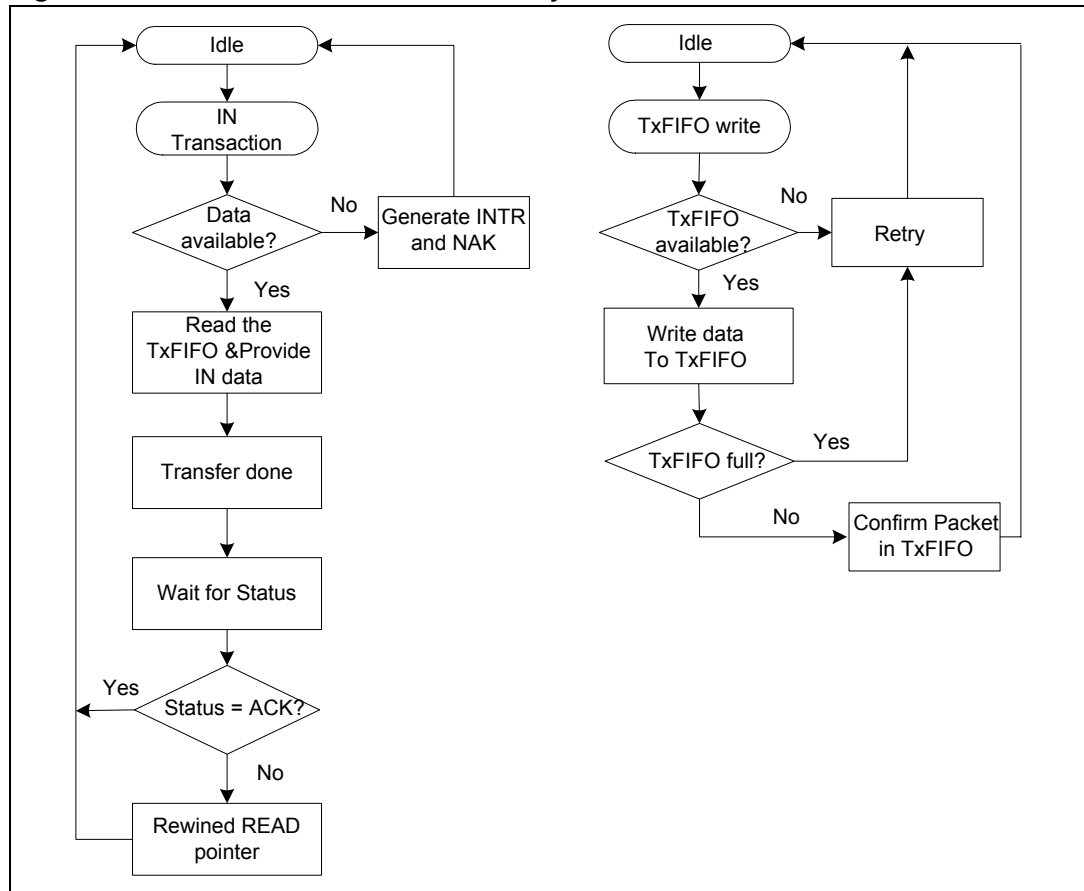 Idle
IN
Transaction
Data
available?
No
Generate INTR
and NAK
Yes
Read the
TxFIFO &Provide
IN data
Transfer done
Wait for Status
Yes
Status = ACK?
No
Rewined READ
pointer
Idle
TxFIFO write
TxFIFO
available?
No
Retry
Yes
Write data
To TxFIFO
TxFIFO full?
Yes
No
Confirm Packet
in TxFIFO